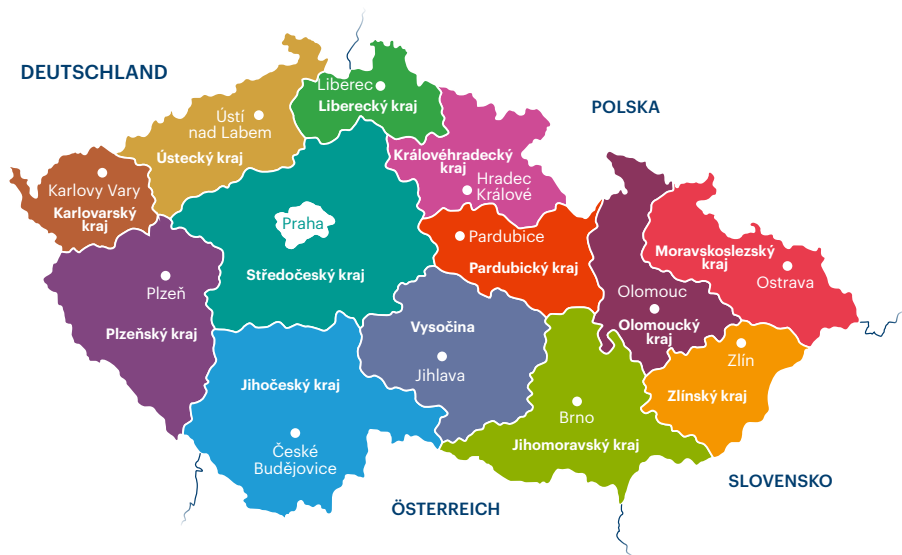 DEUTSCHLAND
POLSKA
Liberec
Liberecký kraj
Ústí
nad Labem
Ústecký kraj
Královéhradecký
kraj
Hradec
Králové
Karlovy Vary
Karlovarský
kraj
Praha
Středočeský kraj
Pardubice
Pardubický kraj
Moravskoslezský
kraj
Ostrava
Plzeň
Plzeňský kraj
Olomouc
Olomoucký
kraj
Vysočina
Jihlava
Zlín
Zlínský kraj
Jihočeský kraj
České
Budějovice
Brno
Jihomoravský kraj
SLOVENSKO
ÖSTERREICH